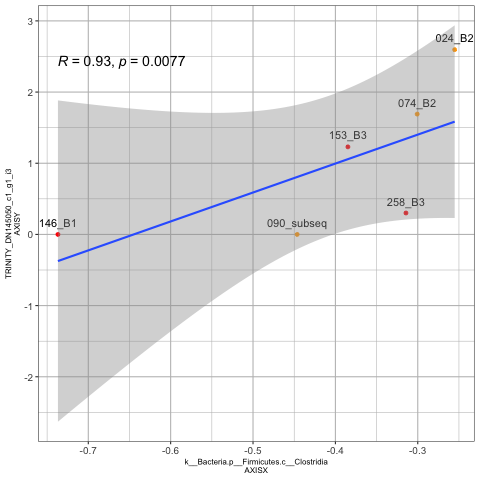 3
024_B2
R = 0.93, p = 0.0077
2
074_B2
153_B3
1
258_B3
146_B1
090_subseq
0
-1
-2
TRINITY_DN145050_c1_g1_i3
AXISY
-0.7 -0.6 -0.5 -0.4 -0.3
k__Bacteria.p__Firmicutes.c__Clostridia
AXISX